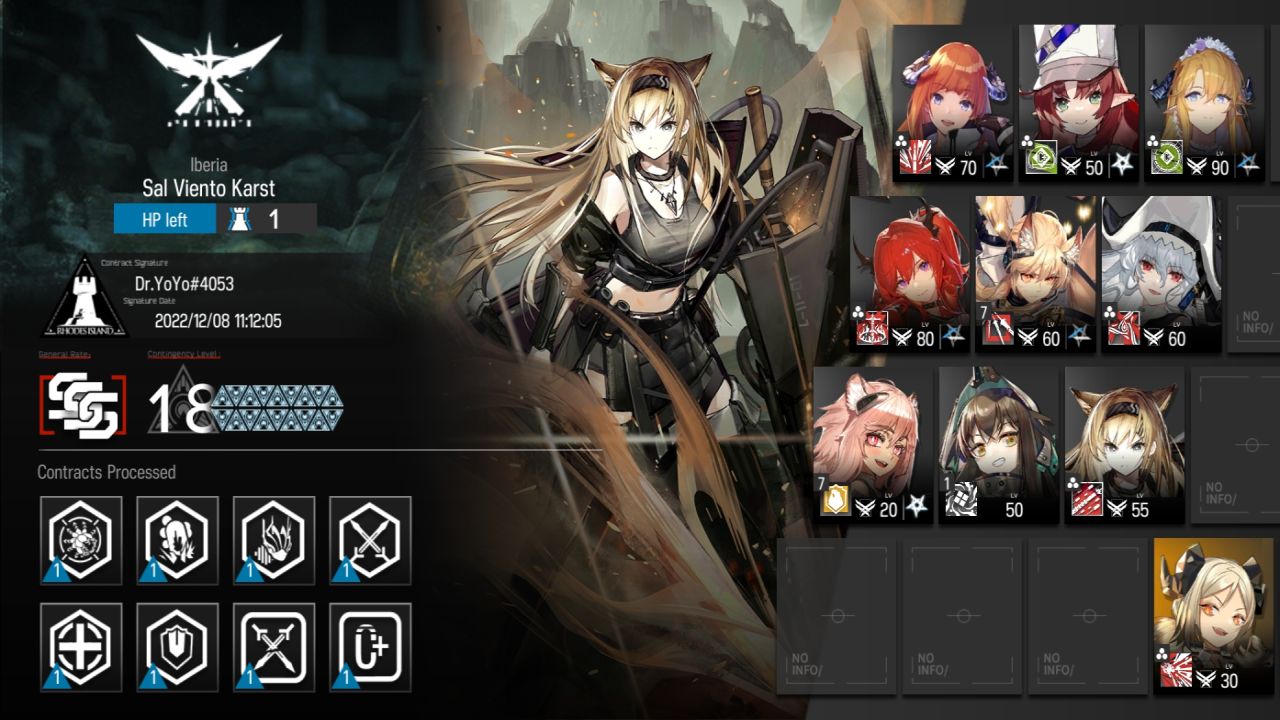 Iberia
Sal Viento Karst
HP left 1
Contract Signature
Dr.YoYo#4053
Signature Date
2022/12/08 11:12:05
RHODES ISLAND
General Rate:
Contingency Level:
18
Contracts Processed
1 1 1 1
1 1 1 1
LV 70
LV 50
LV 90
LV 80
7 LV 60
LV 60
NO INFO/
7 LV 20
1 LV 50
LV 55
NO INFO/
NO INFO/
NO INFO/
NO INFO/
LV 30